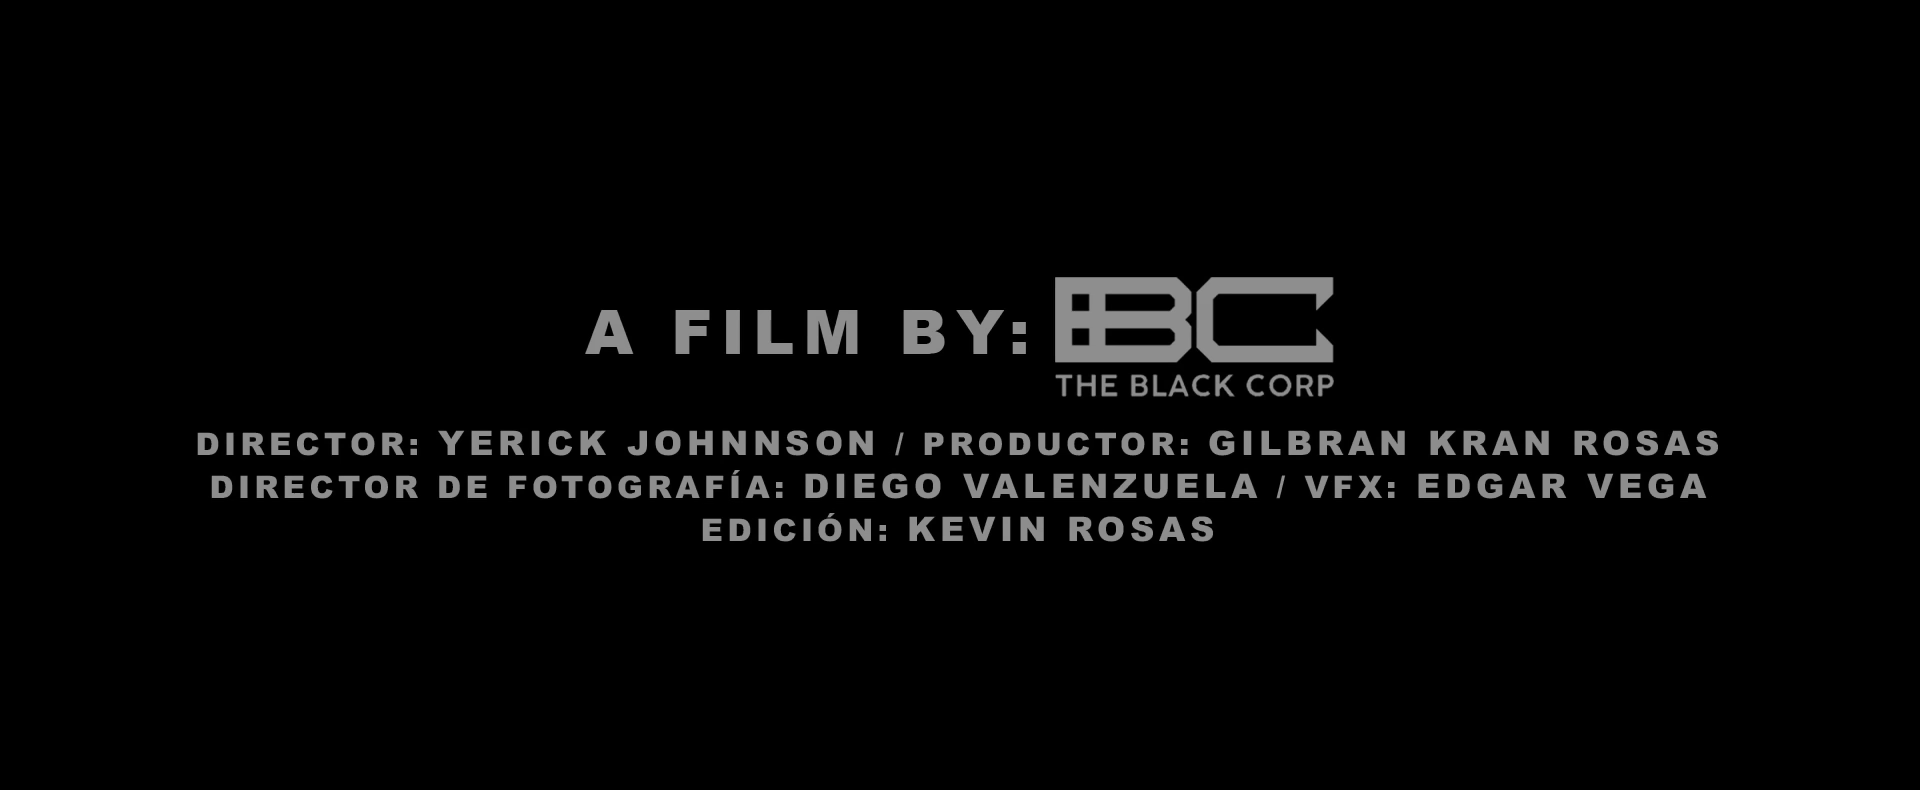 A FILM BY: BC
THE BLACK CORP
DIRECTOR: YERICK JOHNNSON / PRODUCTOR: GILBRAN KRAN ROSAS
DIRECTOR DE FOTOGRAFÍA: DIEGO VALENZUELA / VFX: EDGAR VEGA
EDICIÓN: KEVIN ROSAS